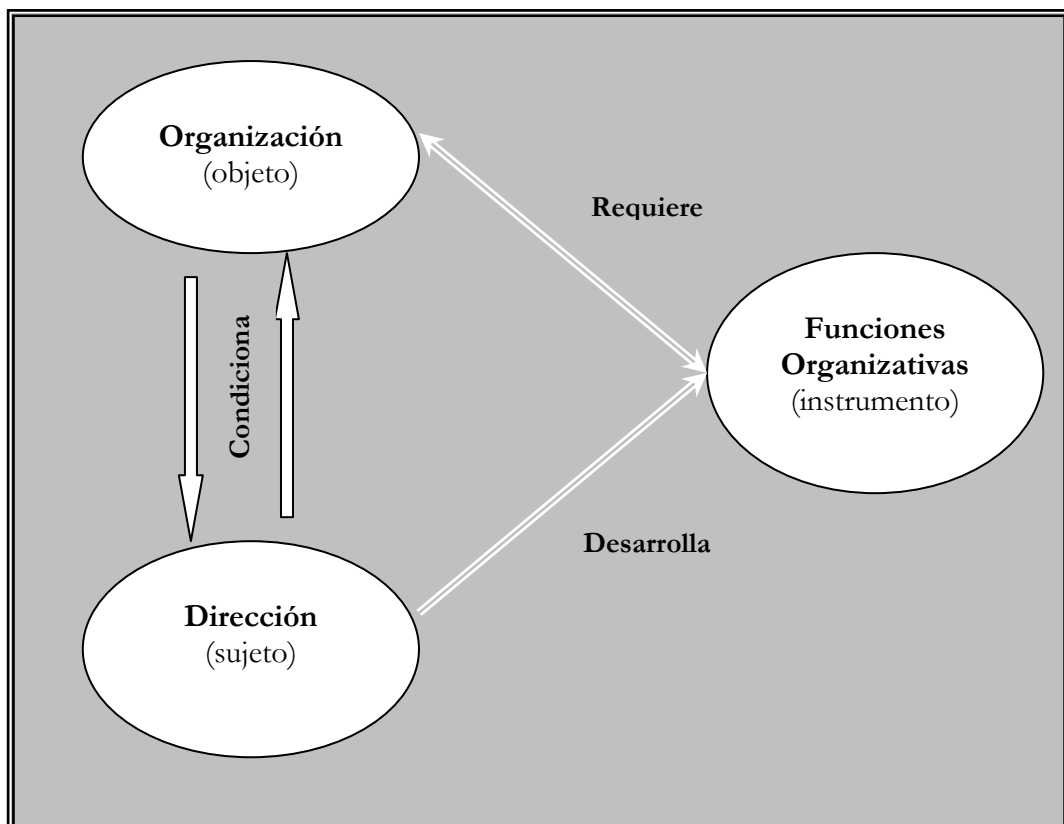 Organización
(objeto)
Requiere
Condiciona
Funciones
Organizativas
(instrumento)
Desarrolla
Dirección
(sujeto)